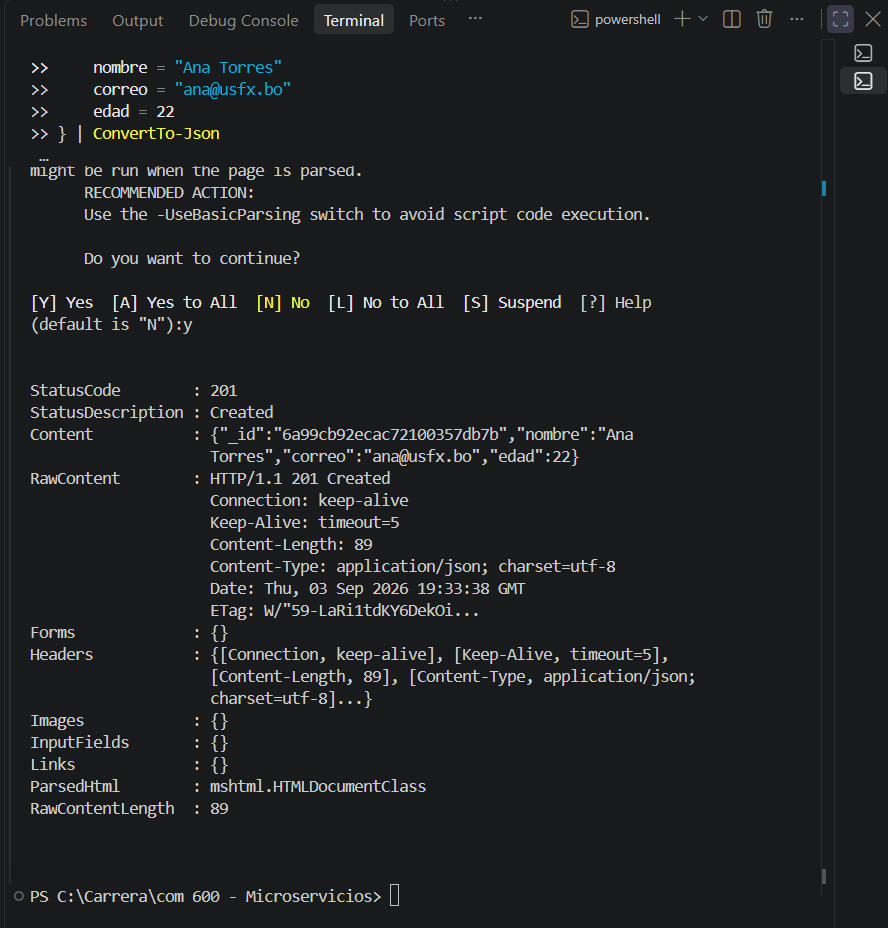 Problems Output Debug Console Terminal Ports ··· powershell ···
>>     nombre = "Ana Torres"
>>     correo = "ana@usfx.bo"
>>     edad = 22
>> } | ConvertTo-Json
…
might be run when the page is parsed.
      RECOMMENDED ACTION:
      Use the -UseBasicParsing switch to avoid script code execution.
      Do you want to continue?
[Y] Yes  [A] Yes to All  [N] No  [L] No to All  [S] Suspend  [?] Help
(default is "N"):y
StatusCode        : 201
StatusDescription : Created
Content           : {"_id":"6a99cb92ecac72100357db7b","nombre":"Ana
                    Torres","correo":"ana@usfx.bo","edad":22}
RawContent        : HTTP/1.1 201 Created
                    Connection: keep-alive
                    Keep-Alive: timeout=5
                    Content-Length: 89
                    Content-Type: application/json; charset=utf-8
                    Date: Thu, 03 Sep 2026 19:33:38 GMT
                    ETag: W/"59-LaRi1tdKY6DekOi...
Forms             : {}
Headers           : {[Connection, keep-alive], [Keep-Alive, timeout=5],
                    [Content-Length, 89], [Content-Type, application/json;
                    charset=utf-8]...}
Images            : {}
InputFields       : {}
Links             : {}
ParsedHtml        : mshtml.HTMLDocumentClass
RawContentLength  : 89
PS C:\Carrera\com 600 - Microservicios>